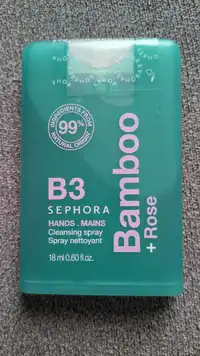 SEPHORA
INGREDIENTS FROM
99%
NATURAL ORIGIN
B3
SEPHORA
HANDS . MAINS
Cleansing spray
Spray nettoyant
18 ml 0.60 fl.oz.
Bamboo
+ Rose